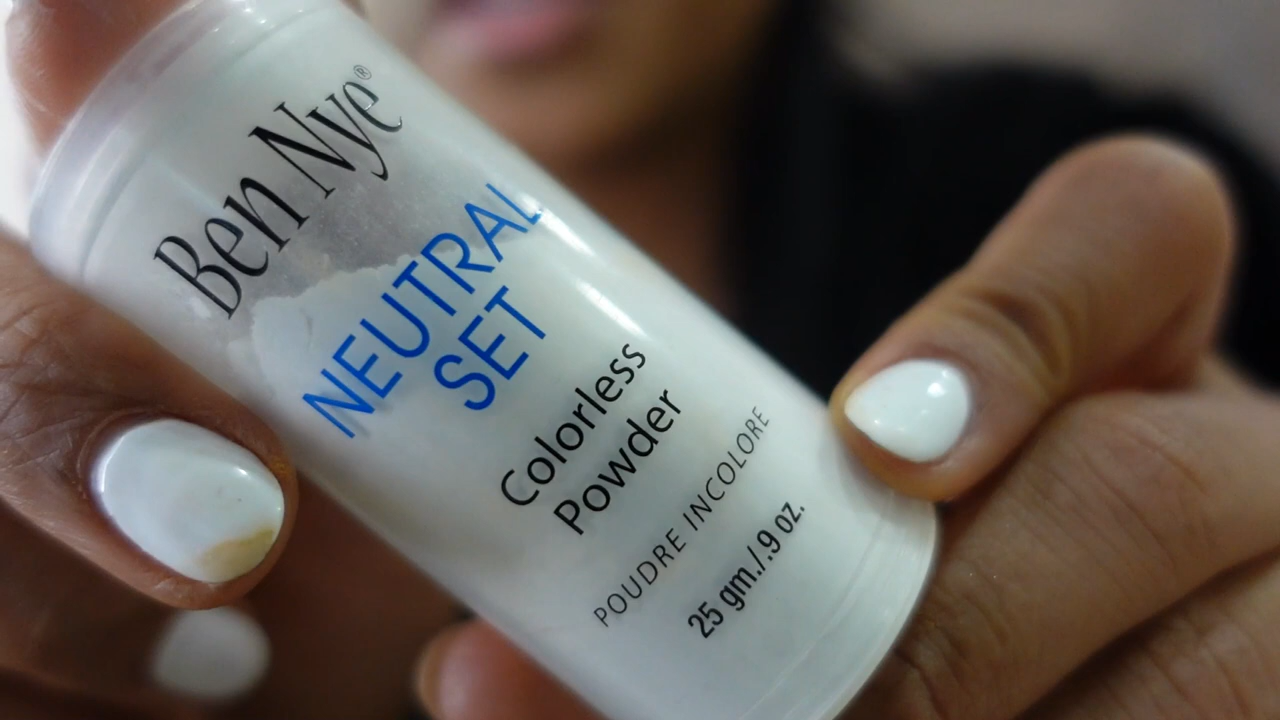 Ben Nye®
NEUTRAL
SET
Colorless
Powder
POUDRE INCOLORE
25 gm./.9 oz.